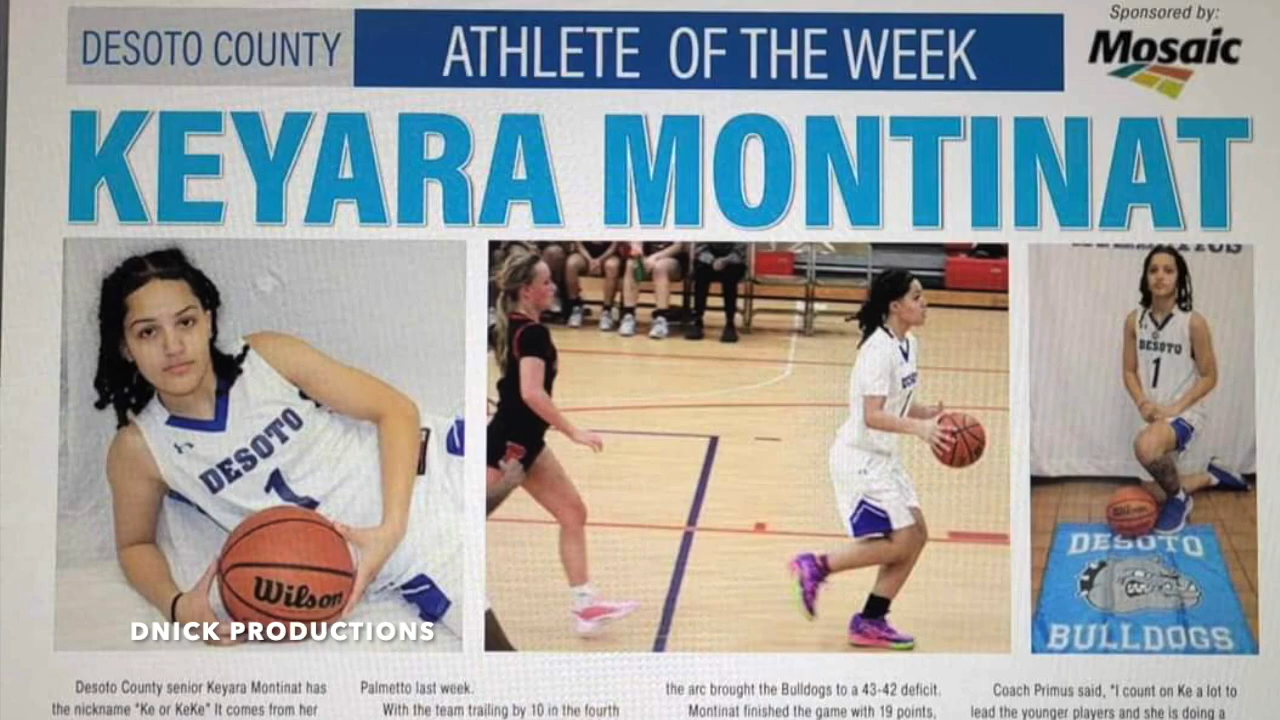 Sponsored by:
DESOTO COUNTY
ATHLETE OF THE WEEK
Mosaic
KEYARA MONTINAT
DESOTO
1
Wilson
DNICK PRODUCTIONS
DESOTO
1
Wilson
DESOTO
BULLDOGS
Desoto County senior Keyara Montinat has
the nickname "Ke or KeKe" It comes from her
Palmetto last week.
With the team trailing by 10 in the fourth
the arc brought the Bulldogs to a 43-42 deficit.
Montinat finished the game with 19 points,
Coach Primus said, "I count on Ke a lot to
lead the younger players and she is doing a